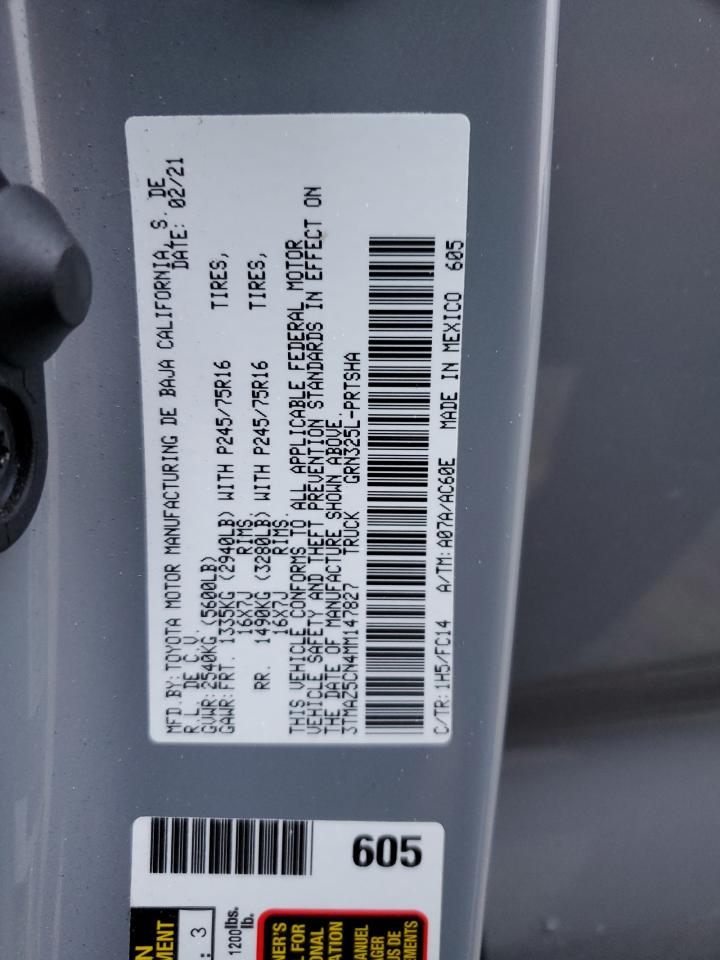 MFD.BY:TOYOTA MOTOR MANUFACTURING DE BAJA CALIFORNIA, S. DE
R.L. DE C.V. DATE: 02/21
GVWR:2540KG (5600LB)
GAWR:FRT. 1335KG (2940LB) WITH P245/75R16 TIRES,
16X7J RIMS
RR. 1490KG (3280LB) WITH P245/75R16 TIRES,
16X7J RIMS.
THIS VEHICLE CONFORMS TO ALL APPLICABLE FEDERAL MOTOR
VEHICLE SAFETY AND THEFT PREVENTION STANDARDS IN EFFECT ON
THE DATE OF MANUFACTURE SHOWN ABOVE.
3TMAZ5CN4MM147827 TRUCK GRN325L-PRTSHA
C/TR:1H5/FC14 A/TM:A07A/AC60E MADE IN MEXICO 605
605
: 3
1200lbs.
lb.